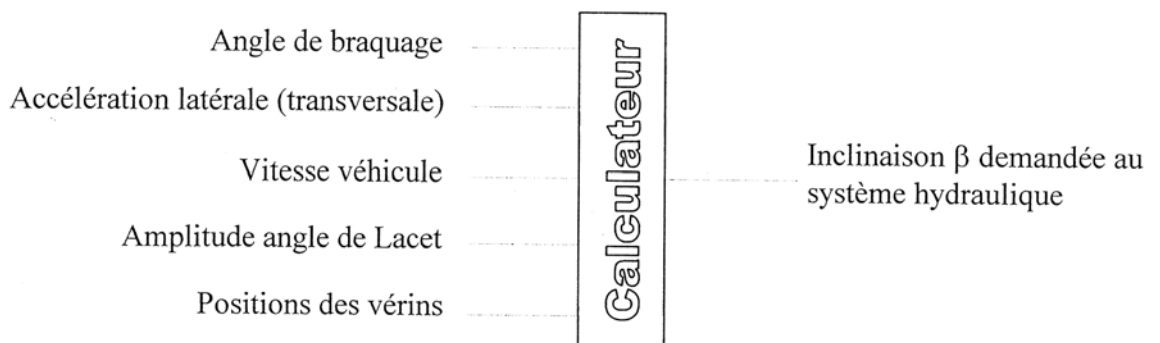 Angle de braquage
Accélération latérale (transversale)
Vitesse véhicule
Amplitude angle de Lacet
Positions des vérins
Calculateur
Inclinaison β demandée au
système hydraulique